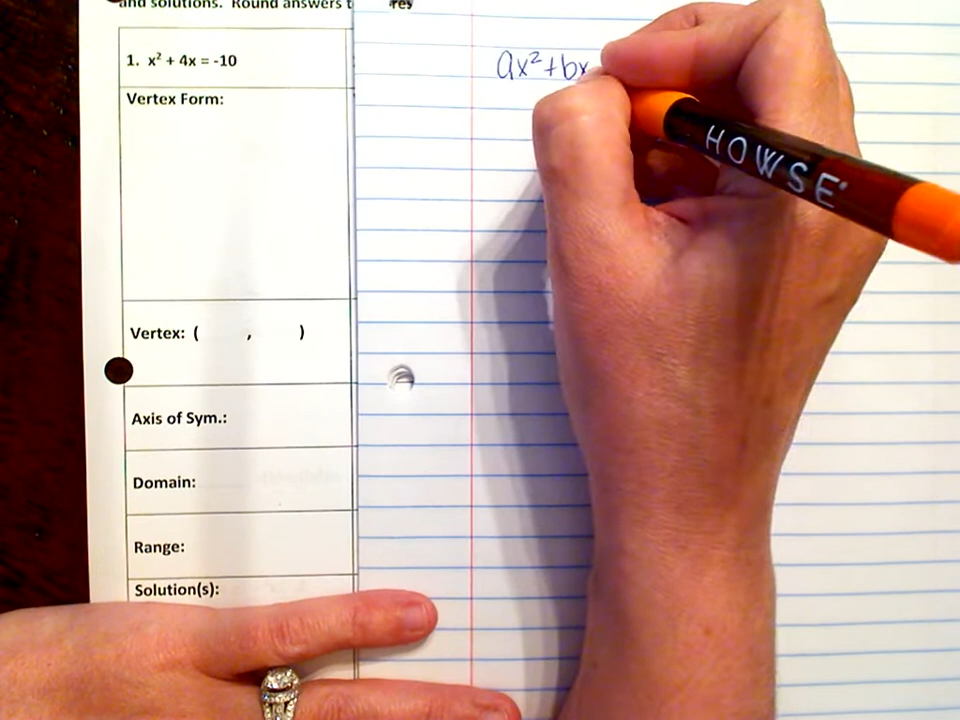 and solutions. Round answers t
1. x² + 4x = -10
Vertex Form:
Vertex: ( , )
Axis of Sym.:
Domain:
Range:
Solution(s):
ax²+bx
HOWSE